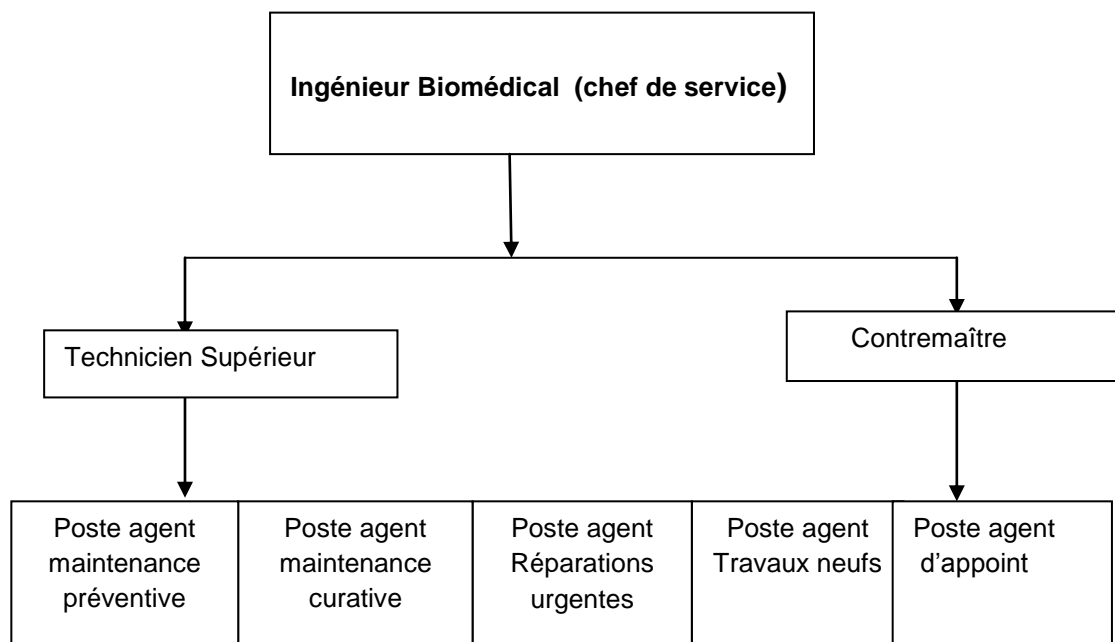 Ingénieur Biomédical (chef de service)
Technicien Supérieur
Contremaître
Poste agent
maintenance
préventive
Poste agent
maintenance
curative
Poste agent
Réparations
urgentes
Poste agent
Travaux neufs
Poste agent
d’appoint